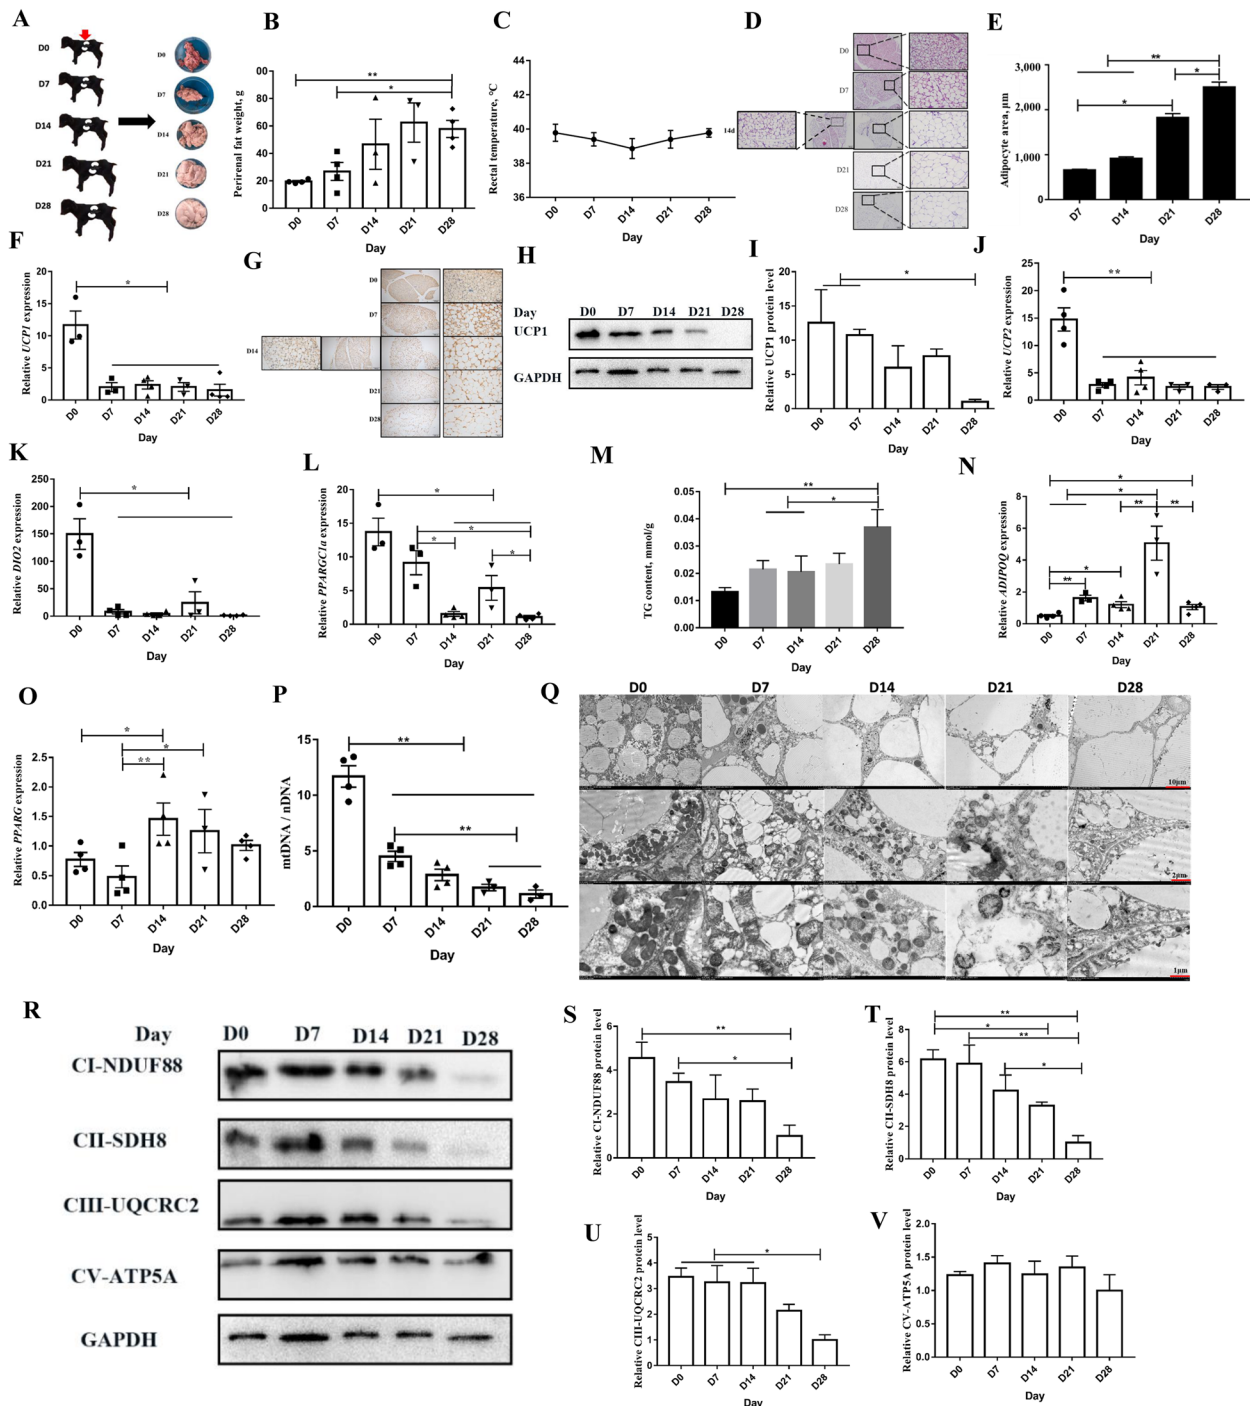 A
D0
D7
D14
D21
D28
D0
D7
D14
D21
D28
B
Perirenal fat weight, g
100
80
60
40
20
0
**
*
D0 D7 D14 D21 D28
Day
C
Rectal temperature, °C
44
42
40
38
36
D0 D7 D14 D21 D28
Day
D
D0
D7
14d
D21
D28
E
Adipocyte area, μm
3,000
2,000
1,000
0
**
*
*
D7 D14 D21 D28
Day
F
Relative UCP1 expression
20
15
10
5
0
*
D0 D7 D14 D21 D28
Day
G
D0
D7
D14
D21
D28
H
Day D0 D7 D14 D21 D28
UCP1
GAPDH
I
Relative UCP1 protein level
20
15
10
5
0
*
D0 D7 D14 D21 D28
Day
J
Relative UCP2 expression
25
20
15
10
5
0
**
D0 D7 D14 D21 D28
Day
K
Relative DIO2 expression
250
200
150
100
50
0
*
D0 D7 D14 D21 D28
Day
L
Relative PPARGC1a expression
20
15
10
5
0
*
*
*
*
D0 D7 D14 D21 D28
Day
M
TG content, mmol/g
0.05
0.04
0.03
0.02
0.01
0.00
**
*
D0 D7 D14 D21 D28
Day
N
Relative ADIPOQ expression
8
6
4
2
0
*
*
** **
*
**
D0 D7 D14 D21 D28
Day
O
Relative PPARG expression
2.5
2.0
1.5
1.0
0.5
0.0
*
*
**
D0 D7 D14 D21 D28
Day
P
mtDNA / nDNA
15
10
5
0
**
**
D0 D7 D14 D21 D28
Day
Q
D0 D7 D14 D21 D28
10μm
2μm
1μm
R
Day D0 D7 D14 D21 D28
CI-NDUF88
CII-SDH8
CIII-UQCRC2
CV-ATP5A
GAPDH
S
Relative CI-NDUF88 protein level
6
4
2
0
**
*
D0 D7 D14 D21 D28
Day
T
Relative CII-SDH8 protein level
10
8
6
4
2
0
**
*
**
*
D0 D7 D14 D21 D28
Day
U
Relative CIII-UQCRC2 protein level
5
4
3
2
1
0
*
D0 D7 D14 D21 D28
Day
V
Relative CV-ATP5A protein level
2.0
1.5
1.0
0.5
0.0
D0 D7 D14 D21 D28
Day